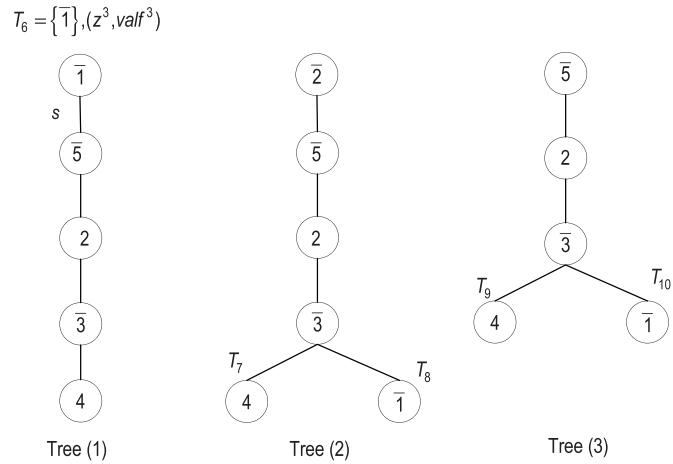 T₆ = {1̅},(z³,valf³)
1̅
s
5̅
2
3̅
4
Tree (1)
2̅
5̅
2
3̅
T₇
T₈
4
1̅
Tree (2)
5̅
2
3̅
T₉
T₁₀
4
1̅
Tree (3)